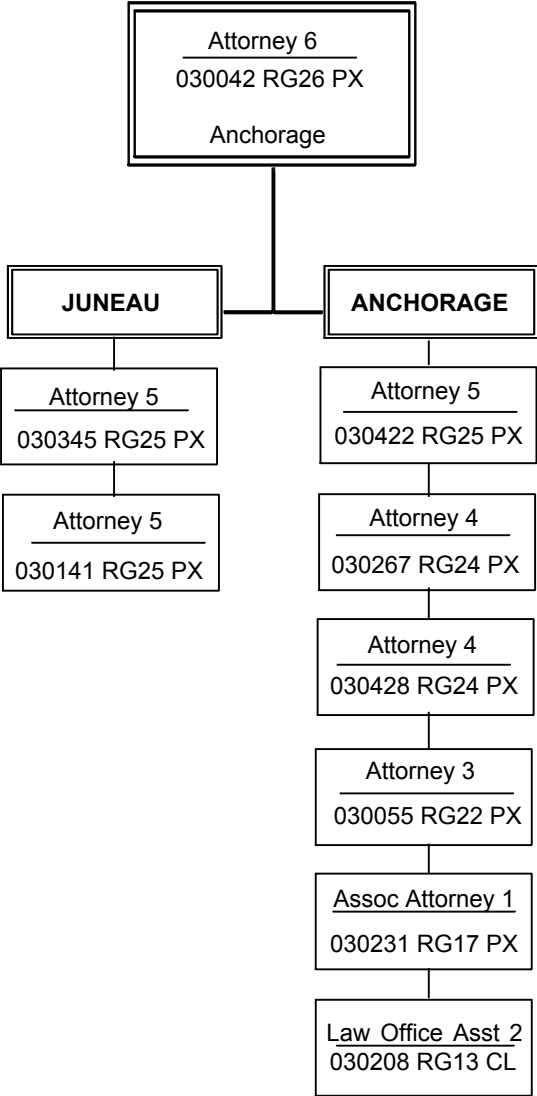 Attorney 6
030042 RG26 PX
Anchorage
JUNEAU
Attorney 5
030345 RG25 PX
Attorney 5
030141 RG25 PX
ANCHORAGE
Attorney 5
030422 RG25 PX
Attorney 4
030267 RG24 PX
Attorney 4
030428 RG24 PX
Attorney 3
030055 RG22 PX
Assoc Attorney 1
030231 RG17 PX
Law Office Asst 2
030208 RG13 CL